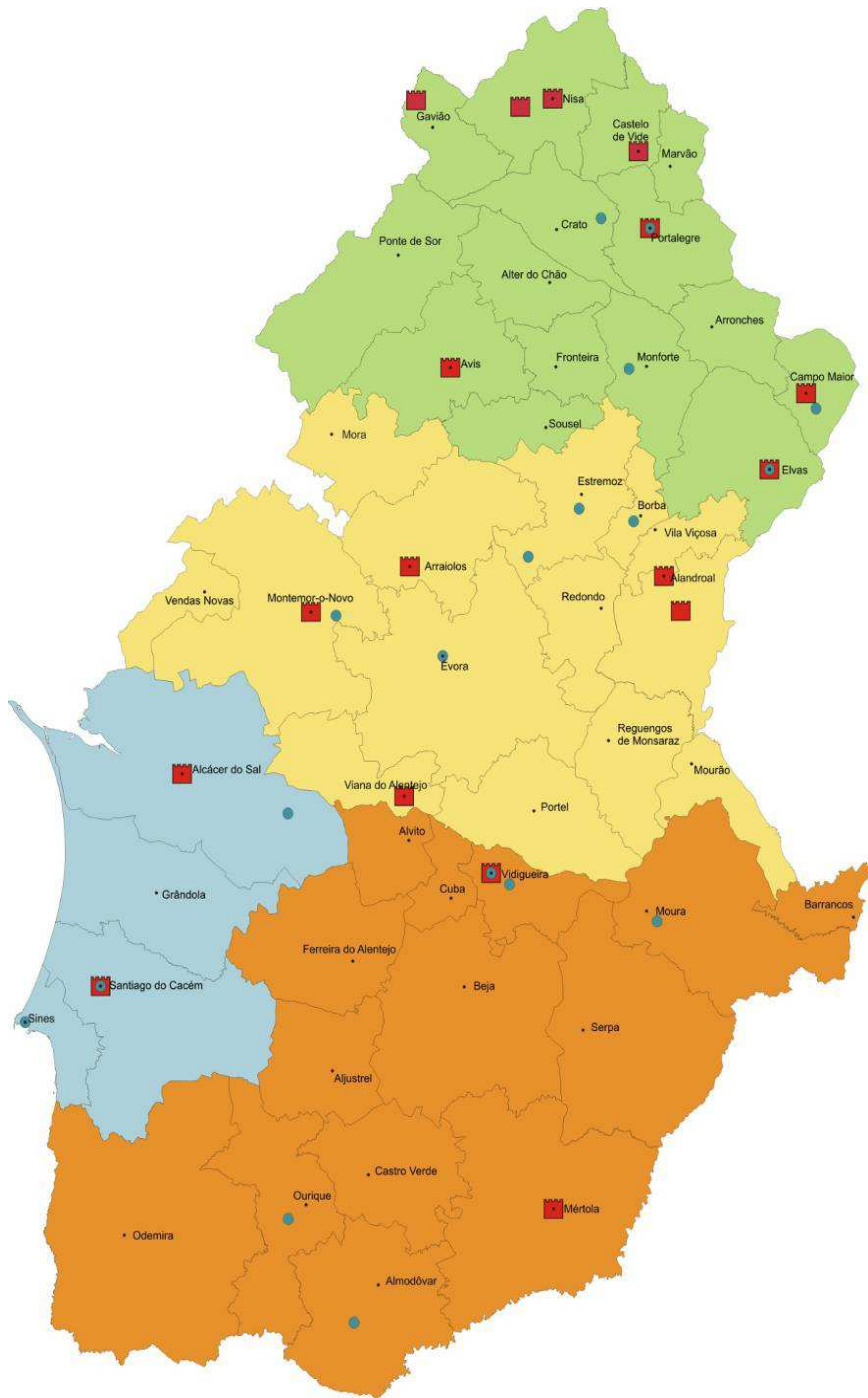 Nisa
Gavião
Castelo
de Vide
Marvão
Crato
Portalegre
Ponte de Sor
Alter do Chão
Arronches
Avis
Fronteira
Monforte
Campo Maior
Sousel
Mora
Elvas
Estremoz
Borba
Vila Viçosa
Arraiolos
Alandroal
Vendas Novas
Montemor-o-Novo
Redondo
Évora
Reguengos
de Monsaraz
Mourão
Alcácer do Sal
Viana do Alentejo
Portel
Alvito
Vidigueira
Cuba
Grândola
Moura
Barrancos
Ferreira do Alentejo
Santiago do Cacém
Beja
Sines
Serpa
Aljustrel
Castro Verde
Ourique
Mértola
Odemira
Almodôvar